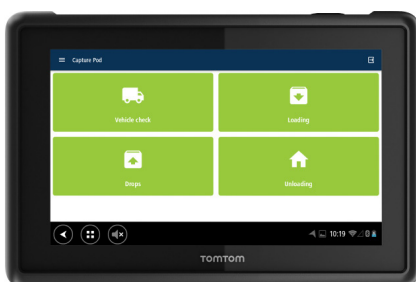 Capture Pod
Vehicle check
Loading
Drops
Unloading
10:19
TOMTOM